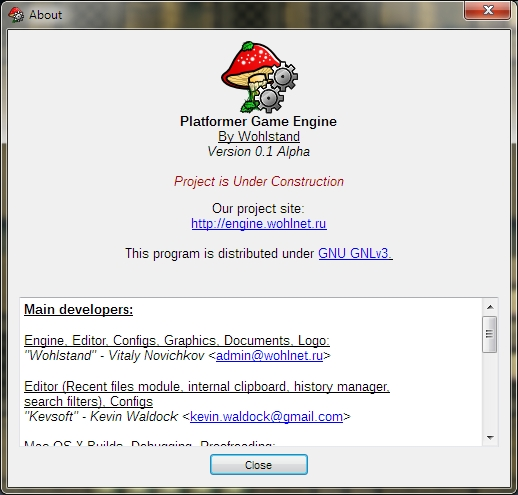 About
Platformer Game Engine
By Wohlstand
Version 0.1 Alpha
Project is Under Construction
Our project site:
http://engine.wohlnet.ru
This program is distributed under GNU GNLv3.
Main developers:
Engine, Editor, Configs, Graphics, Documents, Logo:
"Wohlstand" - Vitaly Novichkov <admin@wohlnet.ru>
Editor (Recent files module, internal clipboard, history manager,
search filters), Configs
"Kevsoft" - Kevin Waldock <kevin.waldock@gmail.com>
Mac OS X Builds, Debugging, Proofreading:
Close